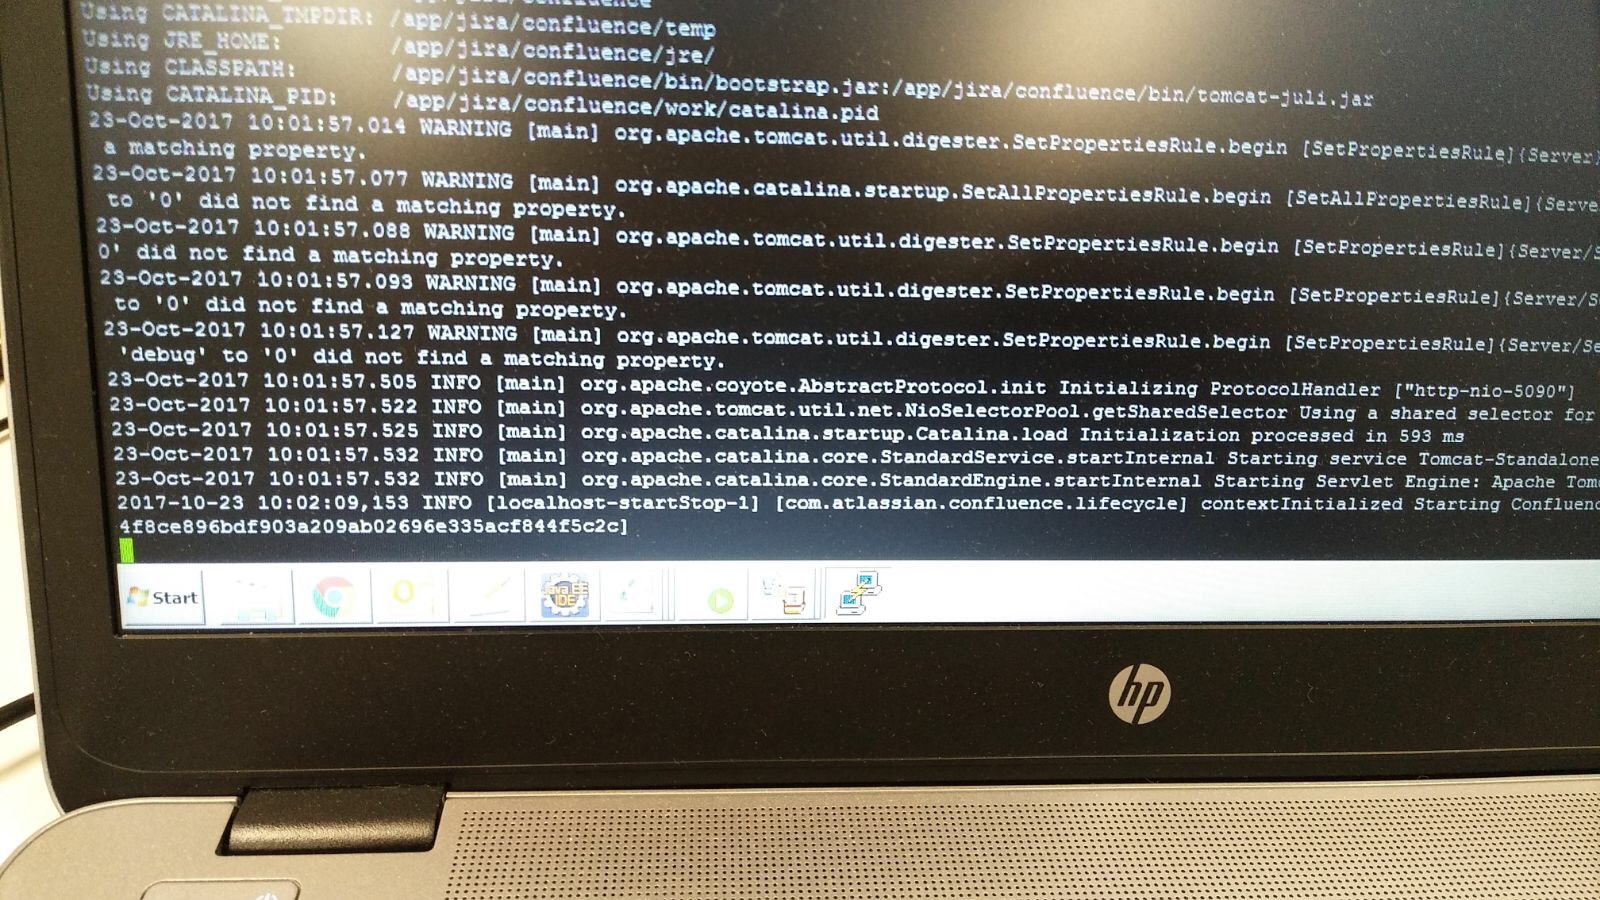 /confluence
Using CATALINA_TMPDIR: /app/jira/confluence/temp
Using JRE_HOME: /app/jira/confluence/jre/
Using CLASSPATH: /app/jira/confluence/bin/bootstrap.jar:/app/jira/confluence/bin/tomcat-juli.jar
Using CATALINA_PID: /app/jira/confluence/work/catalina.pid
23-Oct-2017 10:01:57.014 WARNING [main] org.apache.tomcat.util.digester.SetPropertiesRule.begin [SetPropertiesRule]{Server}
a matching property.
23-Oct-2017 10:01:57.077 WARNING [main] org.apache.catalina.startup.SetAllPropertiesRule.begin [SetAllPropertiesRule]{Serve
to '0' did not find a matching property.
23-Oct-2017 10:01:57.088 WARNING [main] org.apache.tomcat.util.digester.SetPropertiesRule.begin [SetPropertiesRule]{Server/S
0' did not find a matching property.
23-Oct-2017 10:01:57.093 WARNING [main] org.apache.tomcat.util.digester.SetPropertiesRule.begin [SetPropertiesRule]{Server/S
to '0' did not find a matching property.
23-Oct-2017 10:01:57.127 WARNING [main] org.apache.tomcat.util.digester.SetPropertiesRule.begin [SetPropertiesRule]{Server/Se
'debug' to '0' did not find a matching property.
23-Oct-2017 10:01:57.505 INFO [main] org.apache.coyote.AbstractProtocol.init Initializing ProtocolHandler ["http-nio-5090"]
23-Oct-2017 10:01:57.522 INFO [main] org.apache.tomcat.util.net.NioSelectorPool.getSharedSelector Using a shared selector for
23-Oct-2017 10:01:57.525 INFO [main] org.apache.catalina.startup.Catalina.load Initialization processed in 593 ms
23-Oct-2017 10:01:57.532 INFO [main] org.apache.catalina.core.StandardService.startInternal Starting service Tomcat-Standalone
23-Oct-2017 10:01:57.532 INFO [main] org.apache.catalina.core.StandardEngine.startInternal Starting Servlet Engine: Apache Tom
2017-10-23 10:02:09,153 INFO [localhost-startStop-1] [com.atlassian.confluence.lifecycle] contextInitialized Starting Confluenc
4f8ce896bdf903a209ab02696e335acf844f5c2c]
Start
Java EE
IDE
hp